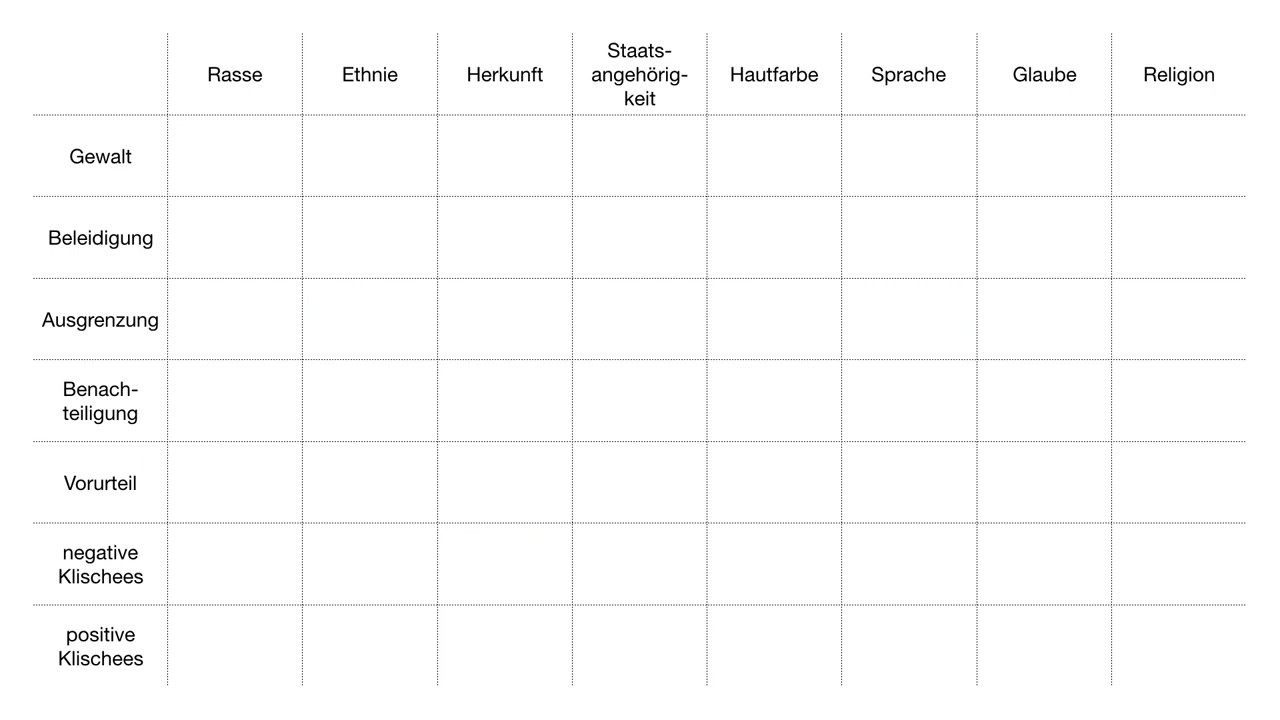 Rasse Ethnie Herkunft Staats-
angehörig-
keit Hautfarbe Sprache Glaube Religion
Gewalt
Beleidigung
Ausgrenzung
Benach-
teiligung
Vorurteil
negative
Klischees
positive
Klischees